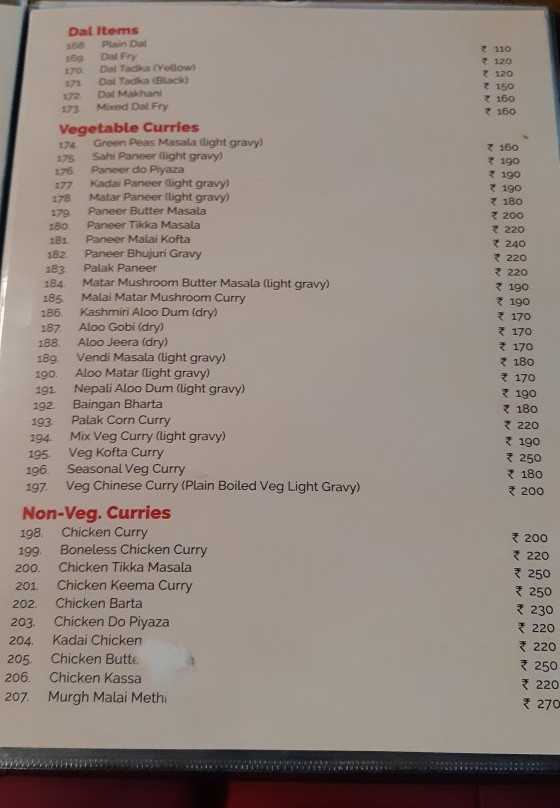 Dal Items
168. Plain Dal ₹ 110
169. Dal Fry ₹ 120
170. Dal Tadka (Yellow) ₹ 120
171. Dal Tadka (Black) ₹ 150
172. Dal Makhani ₹ 160
173. Mixed Dal Fry ₹ 160
Vegetable Curries
174. Green Peas Masala (light gravy) ₹ 160
175. Sahi Paneer (light gravy) ₹ 190
176. Paneer do Piyaza ₹ 190
177. Kadai Paneer (light gravy) ₹ 190
178. Matar Paneer (light gravy) ₹ 180
179. Paneer Butter Masala ₹ 200
180. Paneer Tikka Masala ₹ 220
181. Paneer Malai Kofta ₹ 240
182. Paneer Bhujuri Gravy ₹ 220
183. Palak Paneer ₹ 220
184. Matar Mushroom Butter Masala (light gravy) ₹ 190
185. Malai Matar Mushroom Curry ₹ 190
186. Kashmiri Aloo Dum (dry) ₹ 170
187. Aloo Gobi (dry) ₹ 170
188. Aloo Jeera (dry) ₹ 170
189. Vendi Masala (light gravy) ₹ 180
190. Aloo Matar (light gravy) ₹ 170
191. Nepali Aloo Dum (light gravy) ₹ 190
192. Baingan Bharta ₹ 180
193. Palak Corn Curry ₹ 220
194. Mix Veg Curry (light gravy) ₹ 190
195. Veg Kofta Curry ₹ 250
196. Seasonal Veg Curry ₹ 180
197. Veg Chinese Curry (Plain Boiled Veg Light Gravy) ₹ 200
Non-Veg. Curries
198. Chicken Curry ₹ 200
199. Boneless Chicken Curry ₹ 220
200. Chicken Tikka Masala ₹ 250
201. Chicken Keema Curry ₹ 250
202. Chicken Barta ₹ 230
203. Chicken Do Piyaza ₹ 220
204. Kadai Chicken ₹ 220
205. Chicken Butte ₹ 250
206. Chicken Kassa ₹ 220
207. Murgh Malai Methi ₹ 270